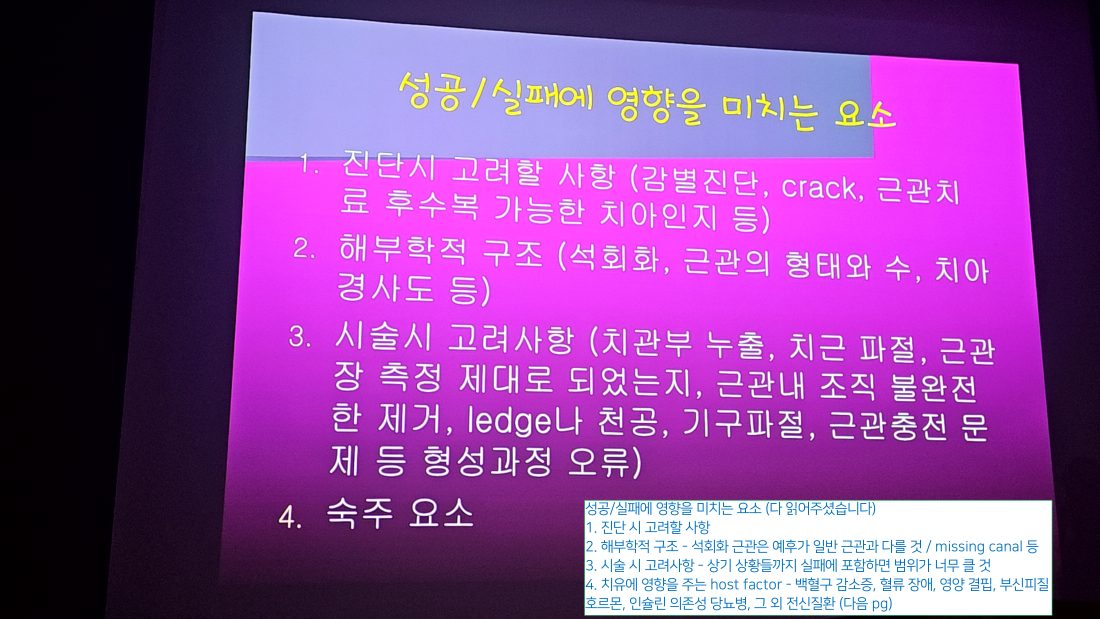 성공/실패에 영향을 미치는 요소
1. 진단시 고려할 사항 (감별진단, crack, 근관치
료 후수복 가능한 치아인지 등)
2. 해부학적 구조 (석회화, 근관의 형태와 수, 치아
경사도 등)
3. 시술시 고려사항 (치관부 누출, 치근 파절, 근관
장 측정 제대로 되었는지, 근관내 조직 불완전
한 제거, ledge나 천공, 기구파절, 근관충전 문
제 등 형성과정 오류)
4. 숙주 요소
성공/실패에 영향을 미치는 요소 (다 읽어주셨습니다)
1. 진단 시 고려할 사항
2. 해부학적 구조 - 석회화 근관은 예후가 일반 근관과 다를 것 / missing canal 등
3. 시술 시 고려사항 - 상기 상황들까지 실패에 포함하면 범위가 너무 클 것
4. 치유에 영향을 주는 host factor - 백혈구 감소증, 혈류 장애, 영양 결핍, 부신피질
호르몬, 인슐린 의존성 당뇨병, 그 외 전신질환 (다음 pg)